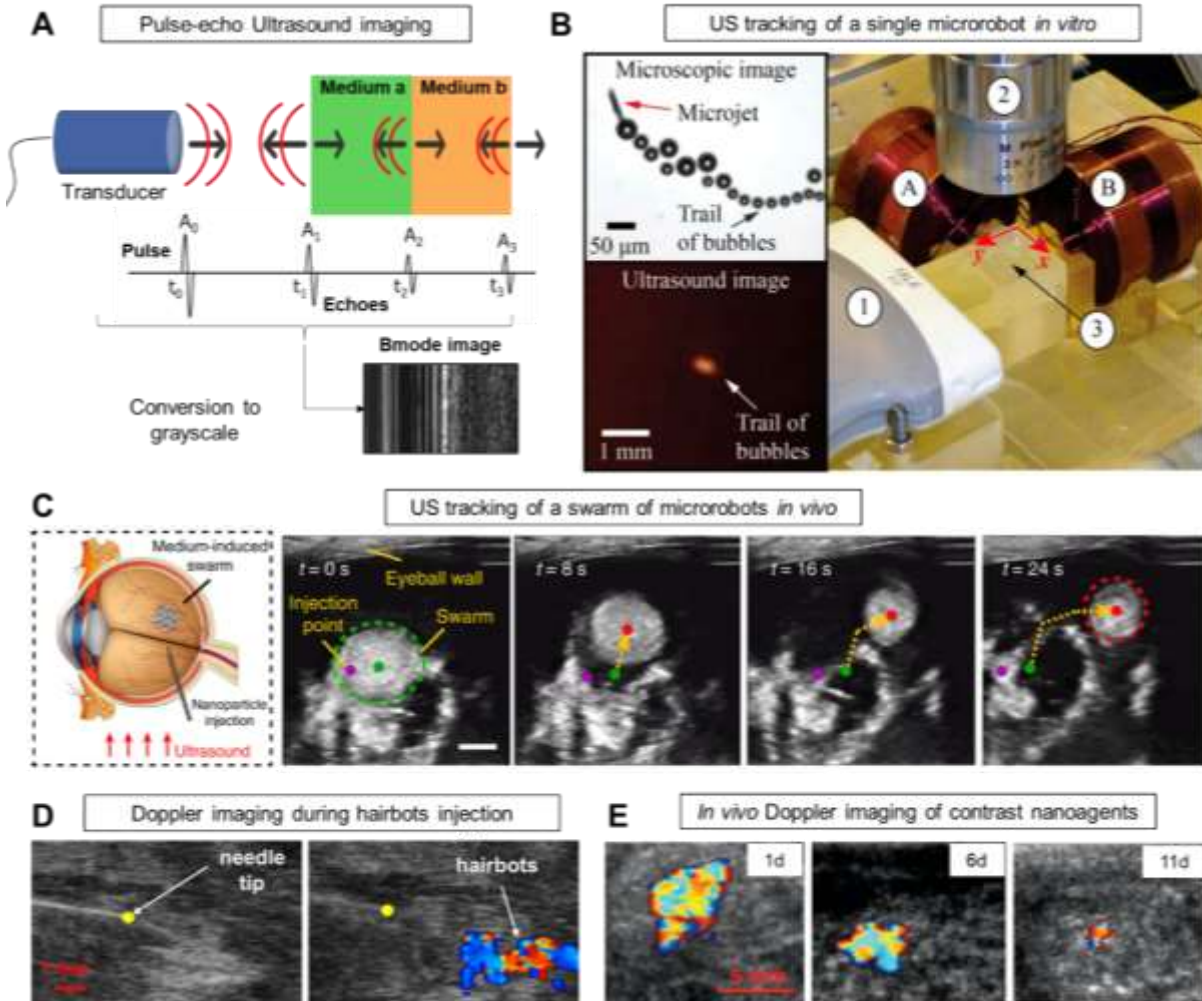 A
Pulse-echo Ultrasound imaging
Medium a
Medium b
Transducer
A0
A1
A2
A3
Pulse
t0
t1
t2
t3
Echoes
Bmode image
Conversion to
grayscale
B
US tracking of a single microrobot in vitro
Microscopic image
Microjet
Trail
of bubbles
50 μm
Ultrasound image
Trail of
bubbles
1 mm
2
A
B
y
x
1
3
C
US tracking of a swarm of microrobots in vivo
Medium-induced
swarm
Nanoparticle
injection
Ultrasound
t = 0 s
Eyeball wall
Injection
point
Swarm
t = 8 s
t = 16 s
t = 24 s
D
Doppler imaging during hairbots injection
needle
tip
hairbots
E
In vivo Doppler imaging of contrast nanoagents
1d
5 mm
6d
11d